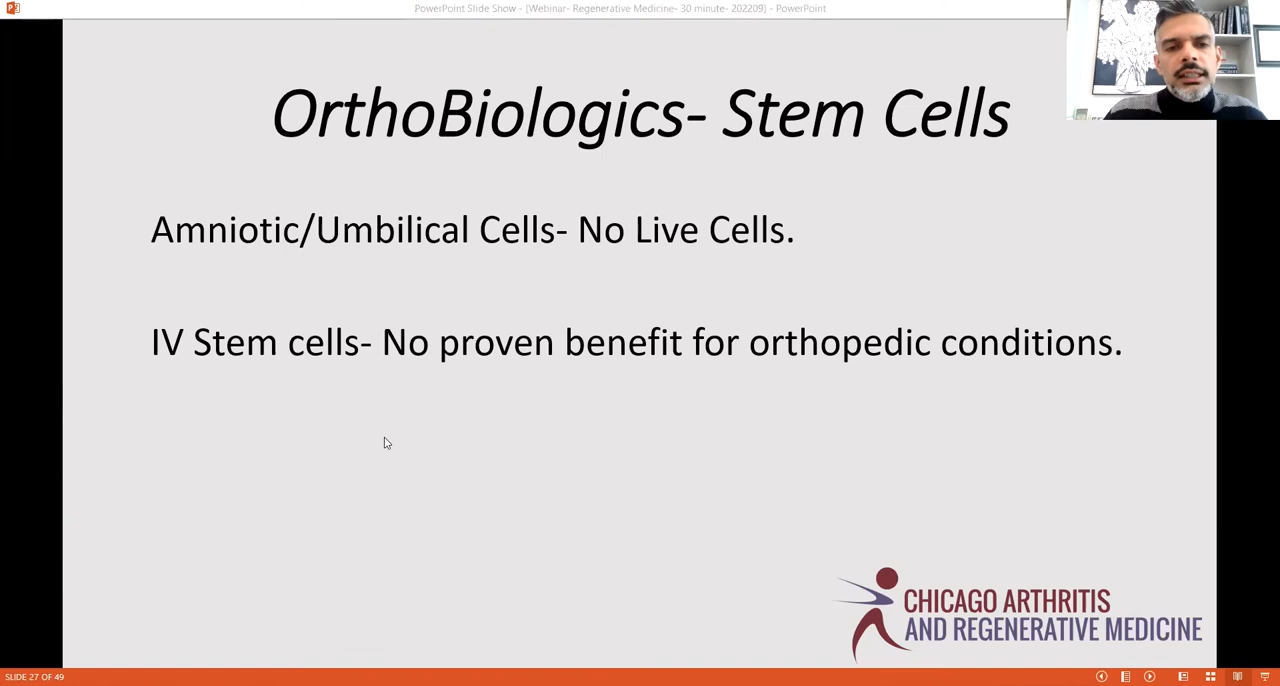 PowerPoint Slide Show - [Webinar- Regenerative Medicine- 30 minute- 202209] - PowerPoint
OrthoBiologics- Stem Cells
Amniotic/Umbilical Cells- No Live Cells.
IV Stem cells- No proven benefit for orthopedic conditions.
CHICAGO ARTHRITIS
AND REGENERATIVE MEDICINE
SLIDE 27 OF 49